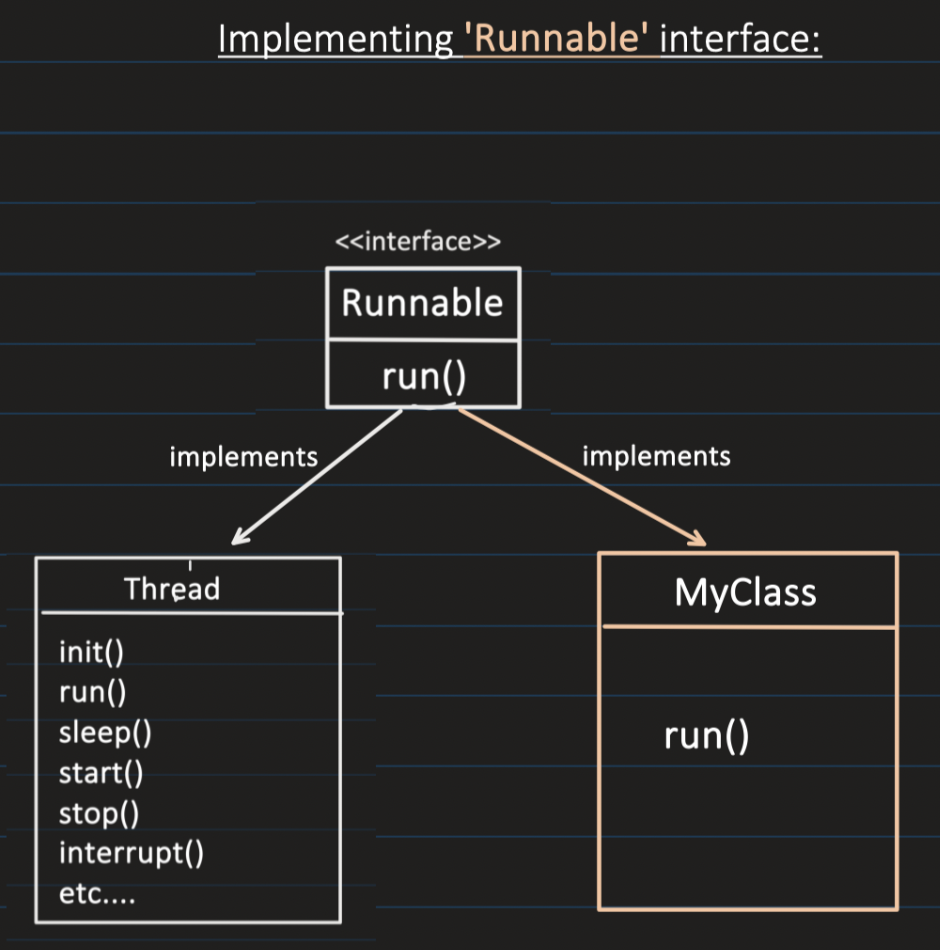 Implementing 'Runnable' interface:
<<interface>>
Runnable
run()
implements
implements
Thread
init()
run()
sleep()
start()
stop()
interrupt()
etc....
MyClass
run()